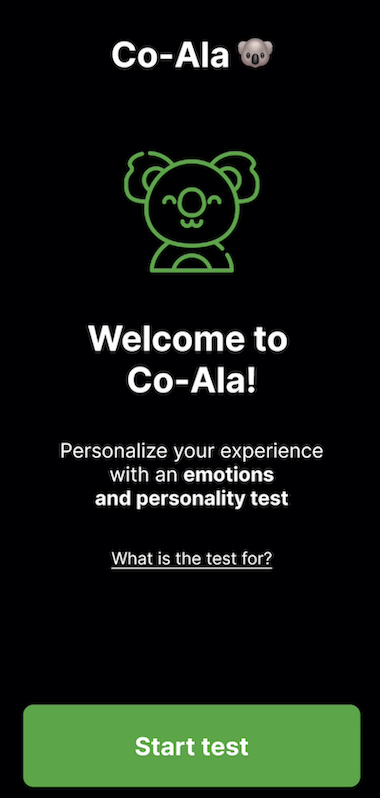 Co-Ala 🐨
Welcome to
Co-Ala!
Personalize your experience
with an emotions
and personality test
What is the test for?
Start test